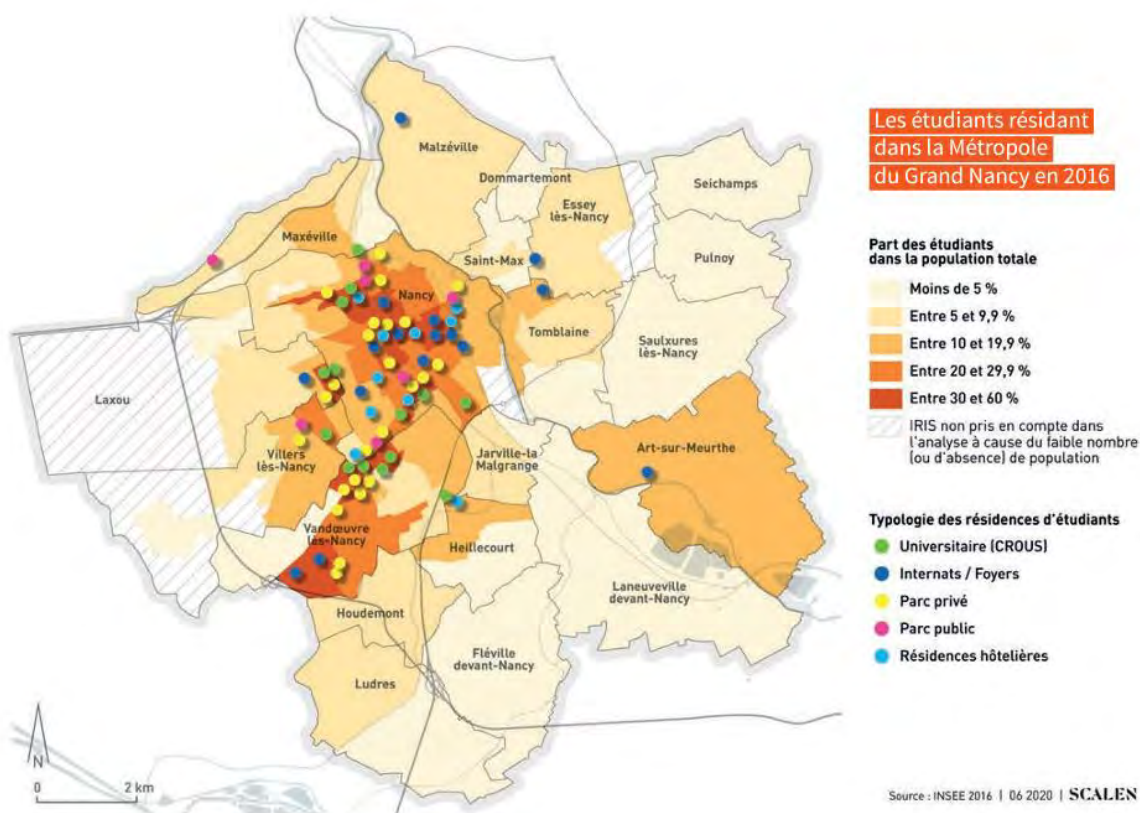 Les étudiants résidant
dans la Métropole
du Grand Nancy en 2016
Malzéville
Dommartemont
Seichamps
Essey
lès-Nancy
Maxéville
Saint-Max
Pulnoy
Nancy
Tomblaine
Saulxures
lès-Nancy
Laxou
Villers
lès-Nancy
Jarville-la
Malgrange
Art-sur-Meurthe
Vandœuvre
lès-Nancy
Heillecourt
Laneuveville
devant-Nancy
Houdemont
Fléville
devant-Nancy
Ludres
N
0 2 km
Part des étudiants
dans la population totale
Moins de 5 %
Entre 5 et 9,9 %
Entre 10 et 19,9 %
Entre 20 et 29,9 %
Entre 30 et 60 %
IRIS non pris en compte dans
l'analyse à cause du faible nombre
(ou d'absence) de population
Typologie des résidences d'étudiants
Universitaire (CROUS)
Internats / Foyers
Parc privé
Parc public
Résidences hôtelières
Source : INSEE 2016 | 06 2020 | SCALEN